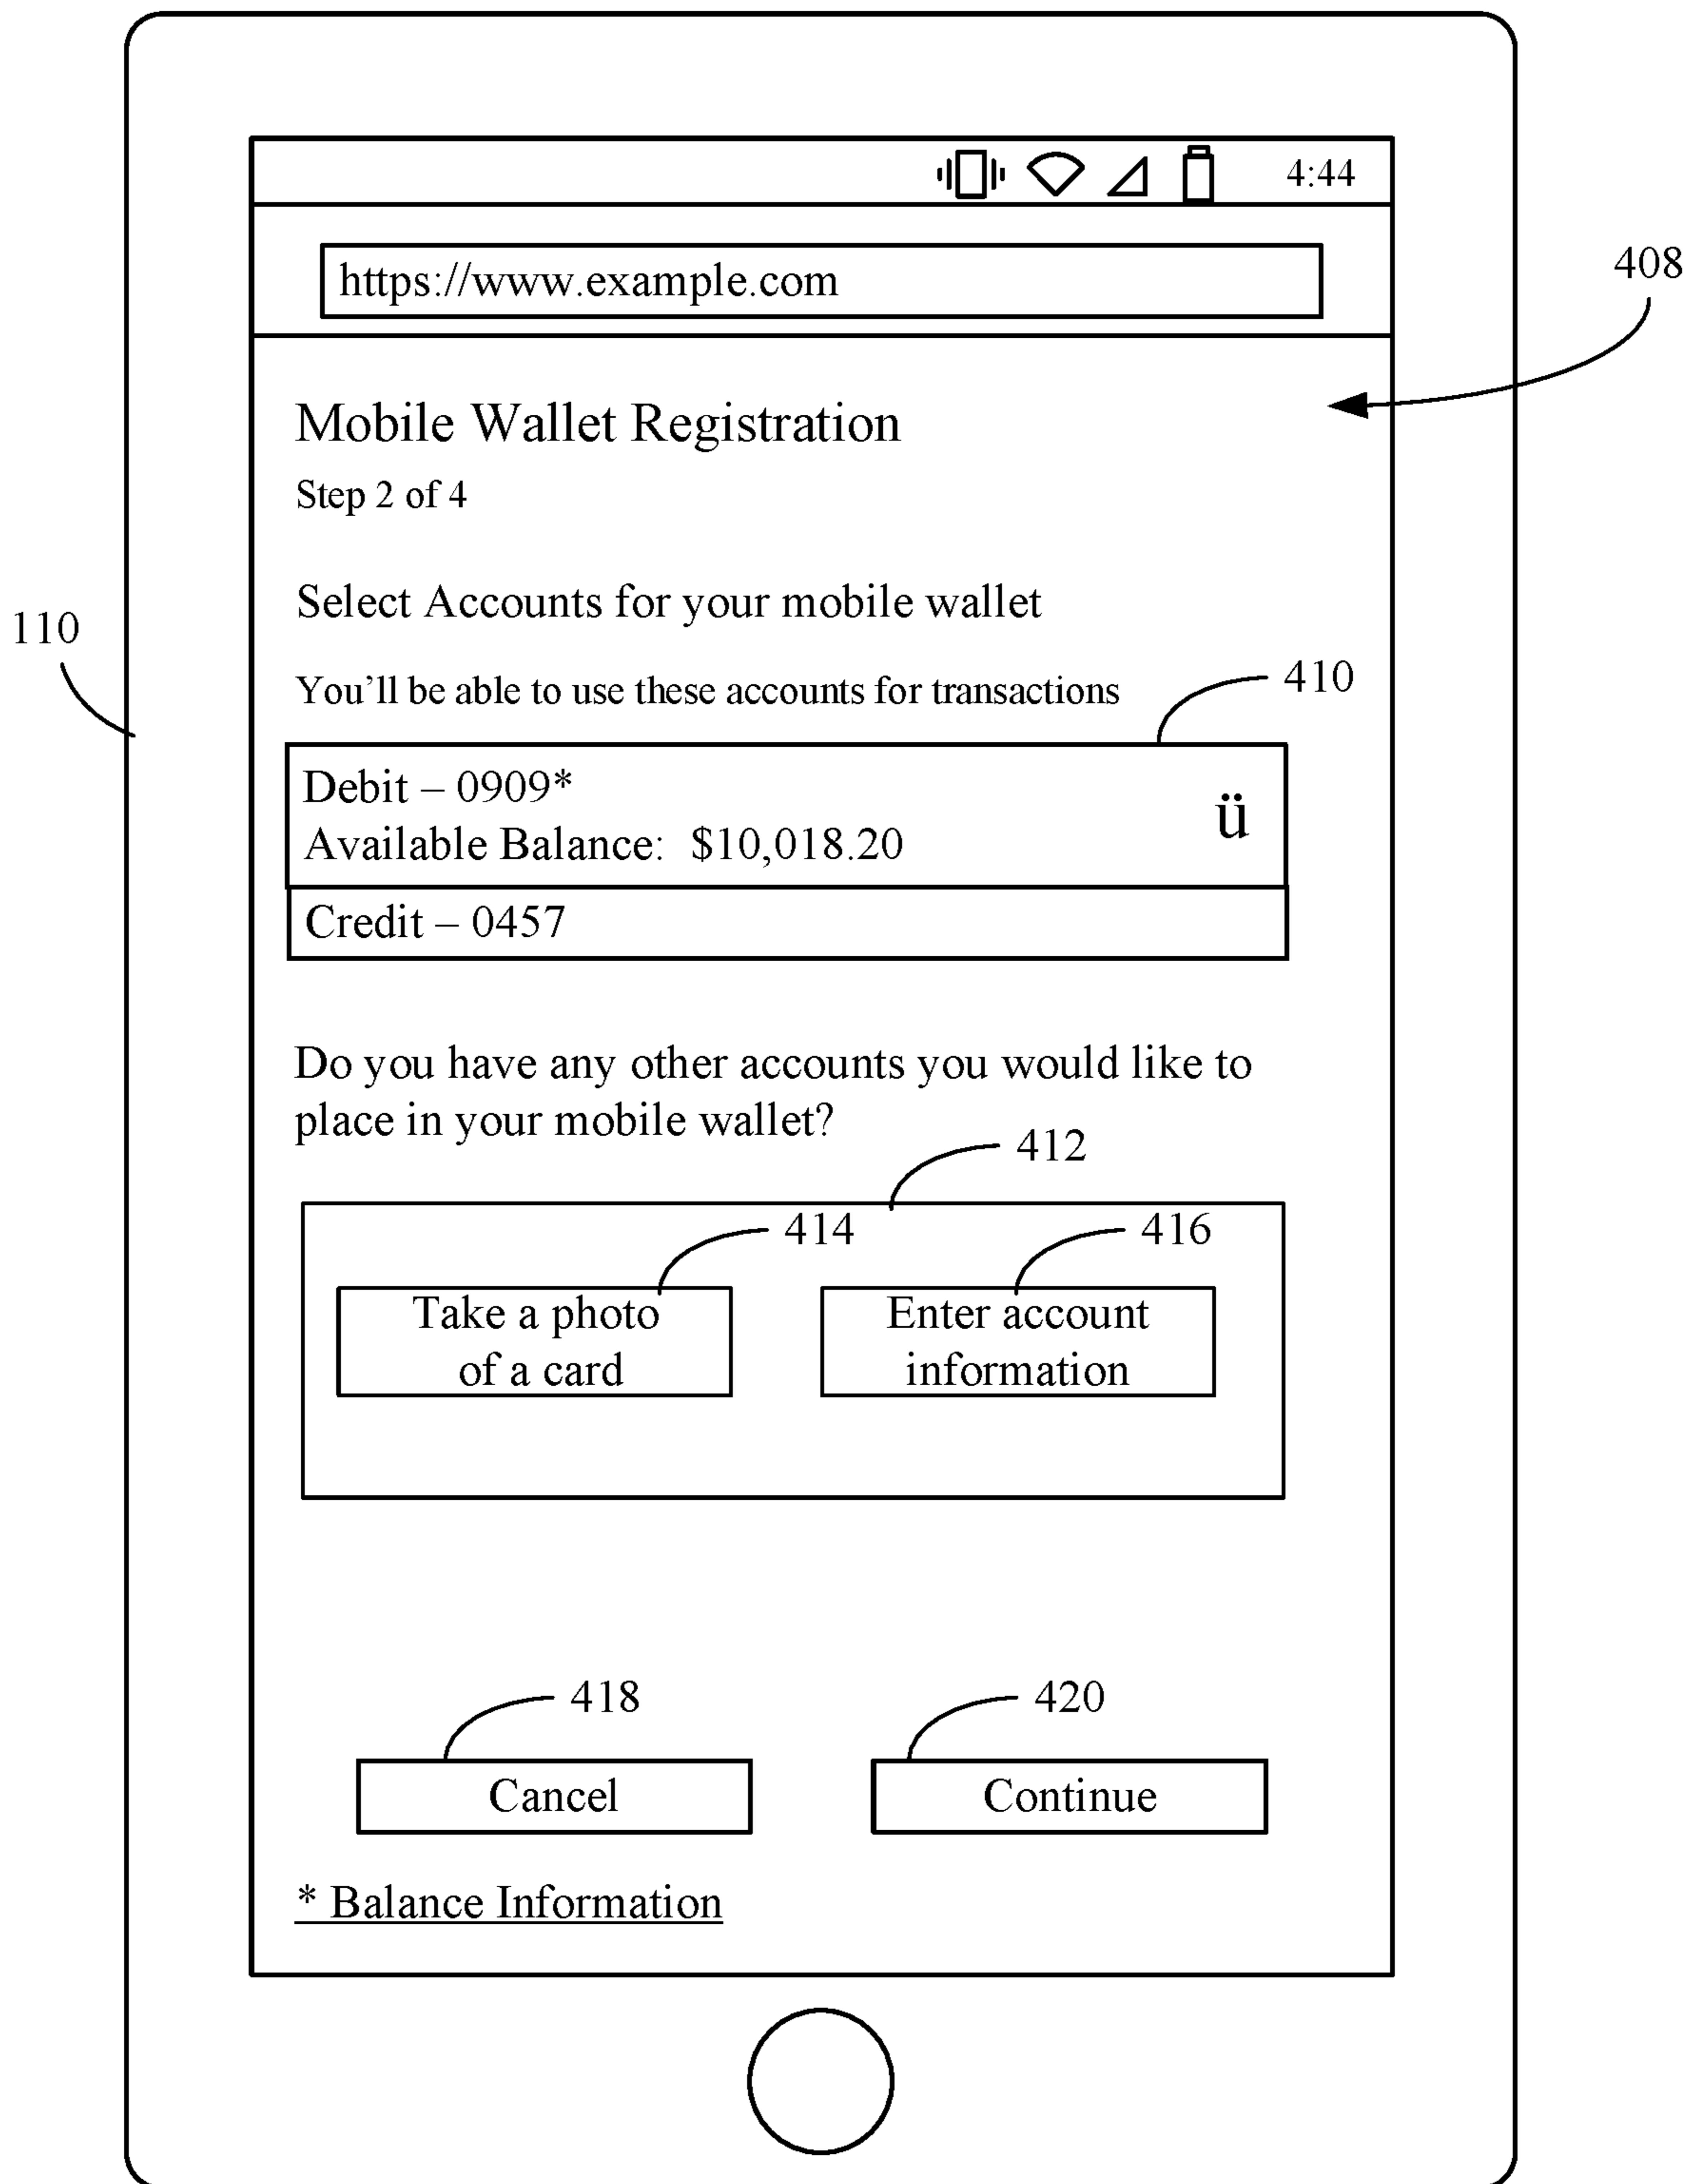 4:44
https://www.example.com
408
Mobile Wallet Registration
Step 2 of 4
Select Accounts for your mobile wallet
110
You’ll be able to use these accounts for transactions
410
Debit – 0909*
ü
Available Balance: $10,018.20
Credit – 0457
Do you have any other accounts you would like to
place in your mobile wallet?
412
414
416
Take a photo
of a card
Enter account
information
418
420
Cancel
Continue
* Balance Information